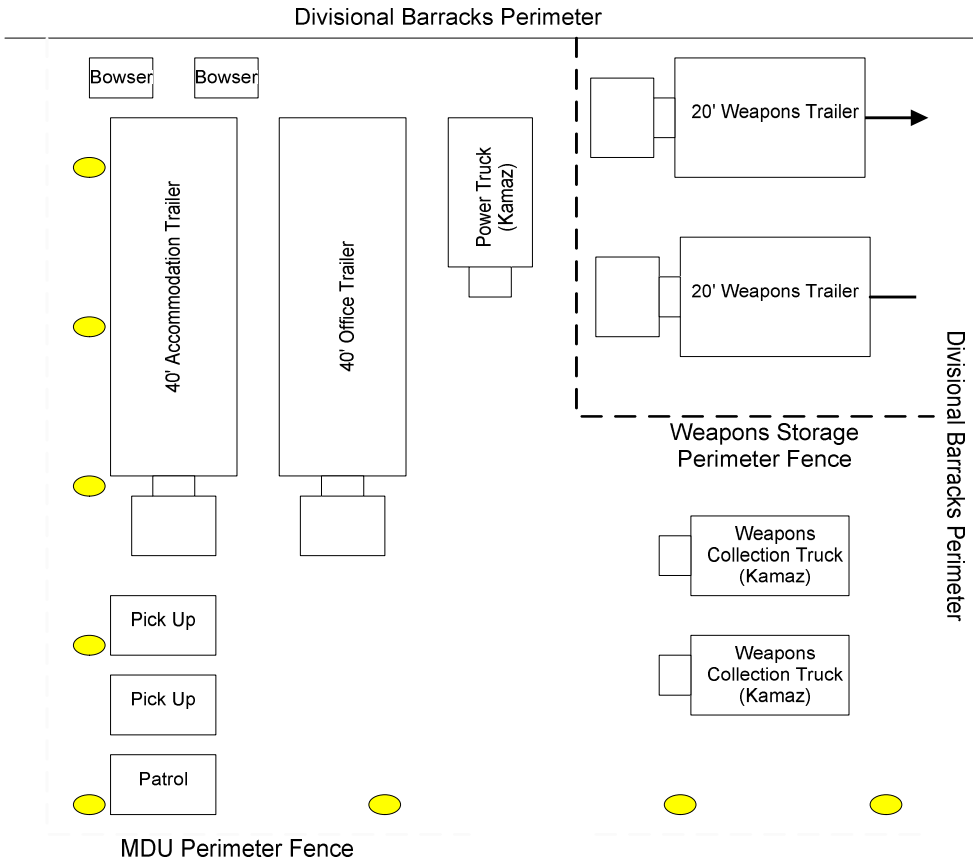 Divisional Barracks Perimeter
Bowser
Bowser
20' Weapons Trailer
40' Accommodation Trailer
40' Office Trailer
Power Truck
(Kamaz)
20' Weapons Trailer
Divisional Barracks Perimeter
Weapons Storage
Perimeter Fence
Weapons
Collection Truck
(Kamaz)
Pick Up
Weapons
Collection Truck
(Kamaz)
Pick Up
Patrol
MDU Perimeter Fence